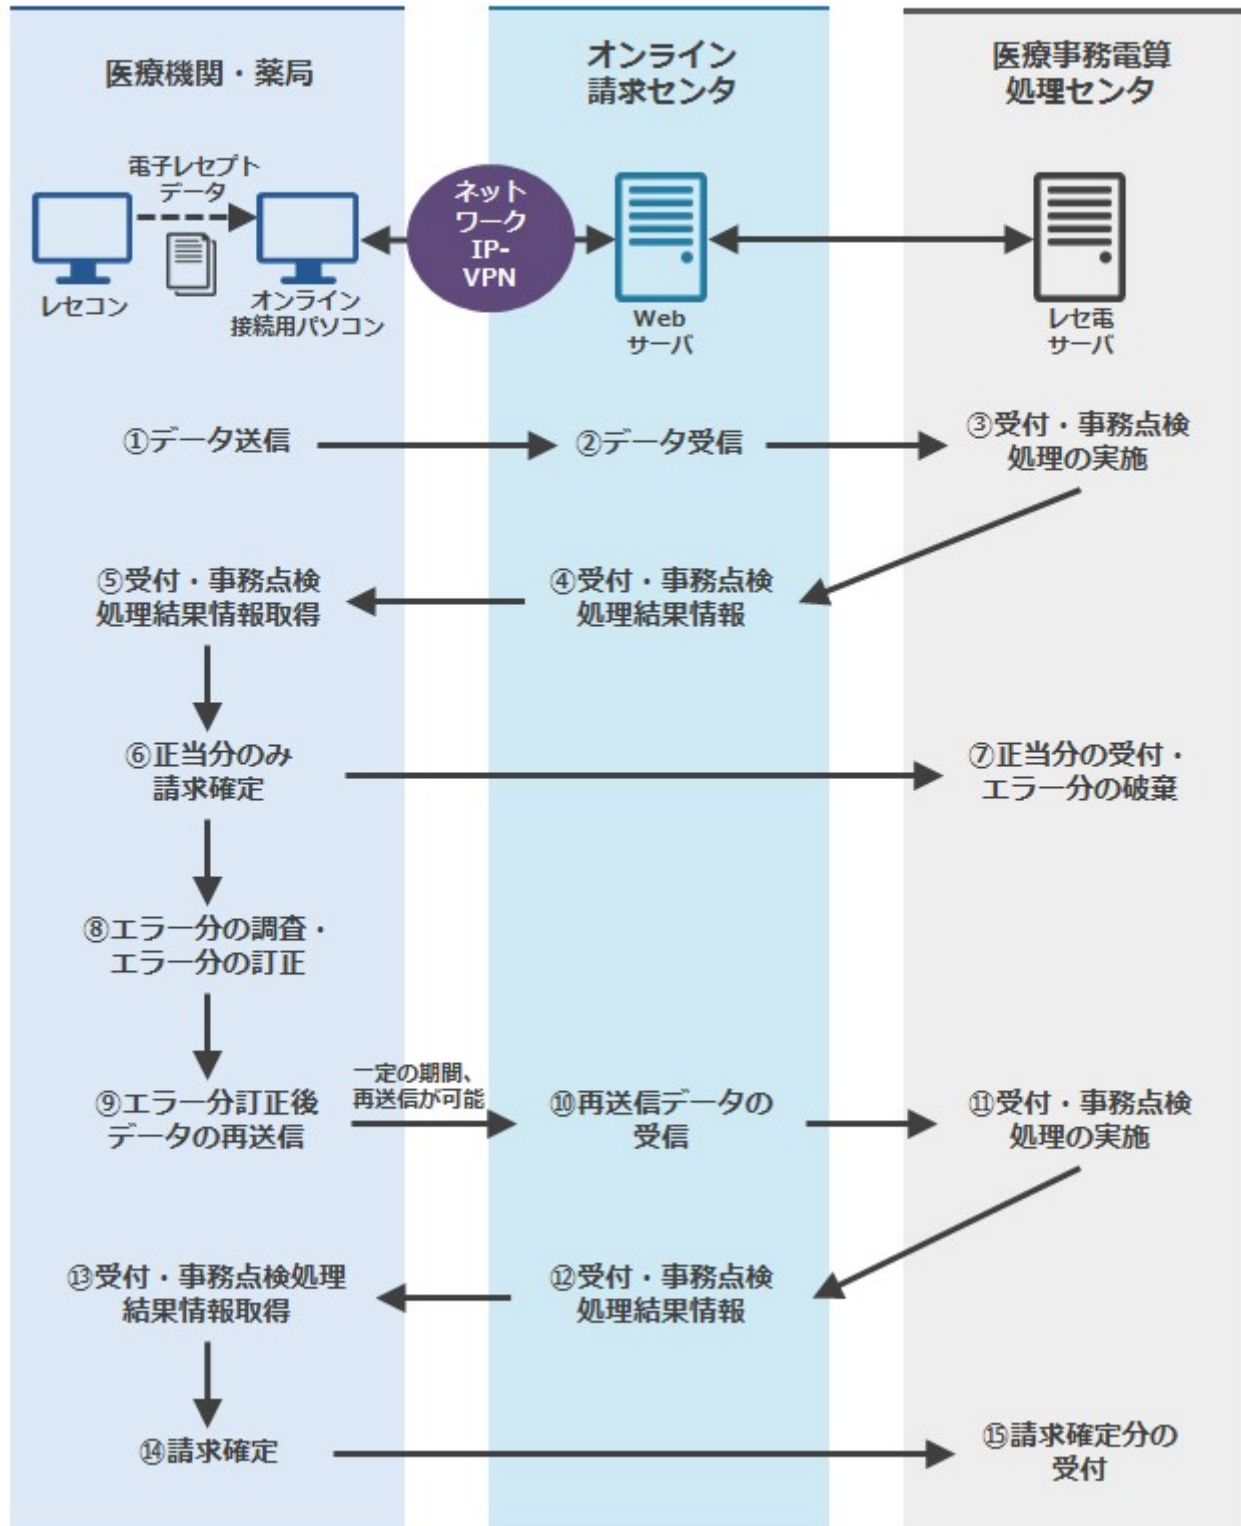 医療機関・薬局
オンライン
請求センタ
医療事務電算
処理センタ
電子レセプト
データ
レセコン
オンライン
接続用パソコン
ネット
ワーク
IP-
VPN
Web
サーバ
レセ電
サーバ
①データ送信
②データ受信
③受付・事務点検
処理の実施
⑤受付・事務点検
処理結果情報取得
④受付・事務点検
処理結果情報
⑥正当分のみ
請求確定
⑦正当分の受付・
エラー分の破棄
⑧エラー分の調査・
エラー分の訂正
⑨エラー分訂正後
データの再送信
一定の期間、
再送信が可能
⑩再送信データの
受信
⑪受付・事務点検
処理の実施
⑬受付・事務点検処理
結果情報取得
⑫受付・事務点検
処理結果情報
⑭請求確定
⑮請求確定分の
受付